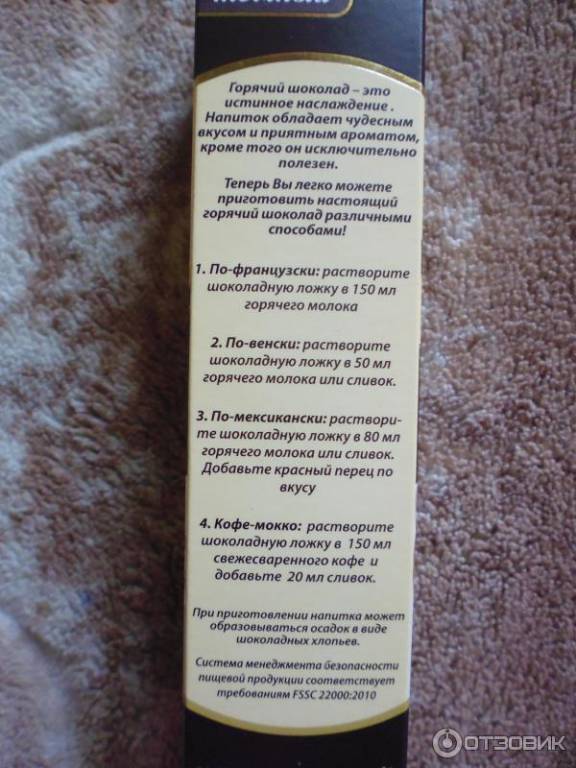 Горячий шоколад – это
истинное наслаждение .
Напиток обладает чудесным
вкусом и приятным ароматом,
кроме того он исключительно
полезен.
Теперь Вы легко можете
приготовить настоящий
горячий шоколад различными
способами!
1. По-французски: растворите
шоколадную ложку в 150 мл
горячего молока
2. По-венски: растворите
шоколадную ложку в 50 мл
горячего молока или сливок.
3. По-мексикански: раствори-
те шоколадную ложку в 80 мл
горячего молока или сливок.
Добавьте красный перец по
вкусу
4. Кофе-мокко: растворите
шоколадную ложку в 150 мл
свежесваренного кофе и
добавьте 20 мл сливок.
При приготовлении напитка может
образовываться осадок в виде
шоколадных хлопьев.
Система менеджмента безопасности
пищевой продукции соответствует
требованиям FSSC 22000:2010
ОТЗОВИК